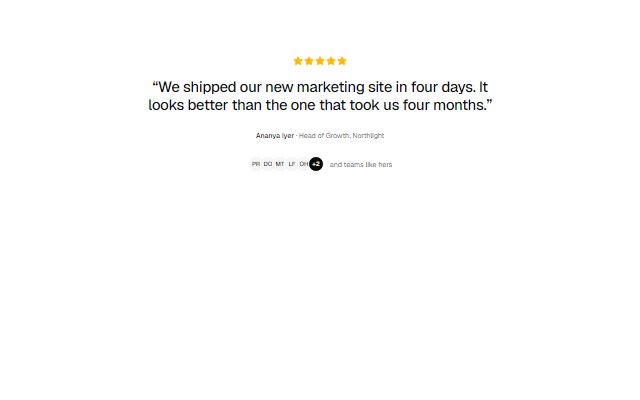 “We shipped our new marketing site in four days. It
looks better than the one that took us four months.”
Ananya Iyer · Head of Growth, Northlight
PR DO MT LF OH +2 and teams like hers